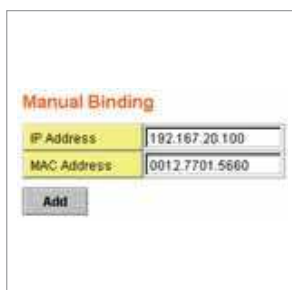 Manual Binding
IP Address 192.167.20.100
MAC Address 0012.7701.5660
Add